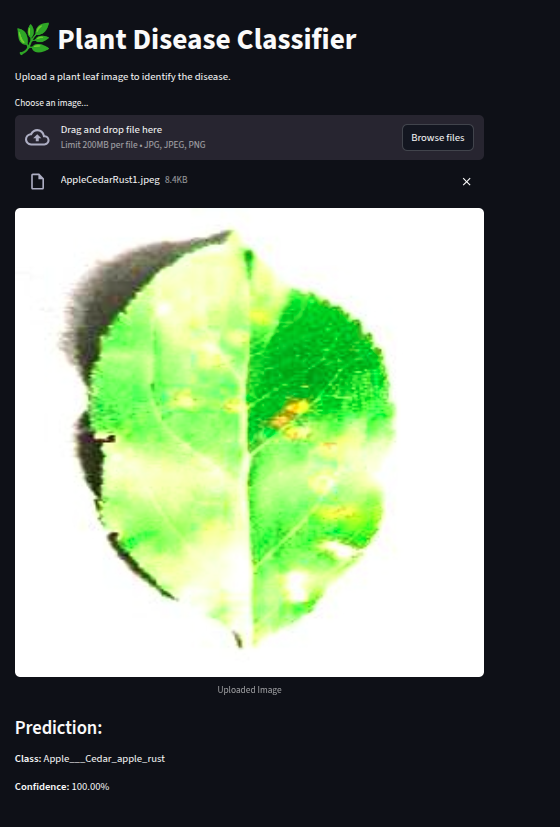 🌿 Plant Disease Classifier
Upload a plant leaf image to identify the disease.
Choose an image...
Drag and drop file here
Limit 200MB per file • JPG, JPEG, PNG
Browse files
AppleCedarRust1.jpeg 8.4KB
Uploaded Image
Prediction:
Class: Apple___Cedar_apple_rust
Confidence: 100.00%